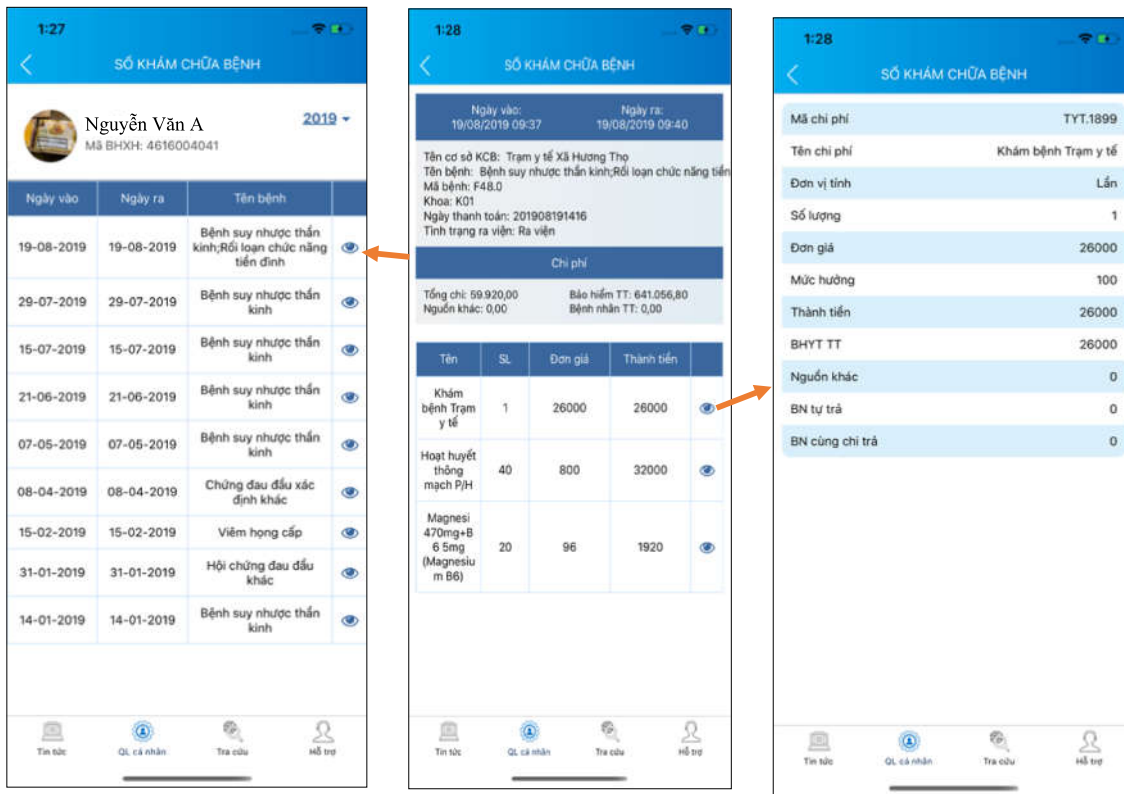 1:27
SỔ KHÁM CHỮA BỆNH
Nguyễn Văn A
2019
Mã BHXH: 4616004041
Ngày vào Ngày ra Tên bệnh
19-08-2019 19-08-2019 Bệnh suy nhược thần
kinh;Rối loạn chức năng
tiền đình
29-07-2019 29-07-2019 Bệnh suy nhược thần
kinh
15-07-2019 15-07-2019 Bệnh suy nhược thần
kinh
21-06-2019 21-06-2019 Bệnh suy nhược thần
kinh
07-05-2019 07-05-2019 Bệnh suy nhược thần
kinh
08-04-2019 08-04-2019 Chứng đau đầu xác
định khác
15-02-2019 15-02-2019 Viêm họng cấp
31-01-2019 31-01-2019 Hội chứng đau đầu
khác
14-01-2019 14-01-2019 Bệnh suy nhược thần
kinh
Tin tức QL cá nhân Tra cứu Hỗ trợ
1:28
SỔ KHÁM CHỮA BỆNH
Ngày vào: Ngày ra:
19/08/2019 09:37 19/08/2019 09:40
Tên cơ sở KCB: Trạm y tế Xã Hương Thọ
Tên bệnh: Bệnh suy nhược thần kinh;Rối loạn chức năng tiền
Mã bệnh: F48.0
Khoa: K01
Ngày thanh toán: 201908191416
Tình trạng ra viện: Ra viện
Chi phí
Tổng chi: 59.920,00 Bảo hiểm TT: 641.056,80
Nguồn khác: 0,00 Bệnh nhân TT: 0,00
Tên SL Đơn giá Thành tiền
Khám
bệnh Trạm 1 26000 26000
y tế
Hoạt huyết
thông 40 800 32000
mạch P/H
Magnesi
470mg+B
6 5mg 20 96 1920
(Magnesiu
m B6)
Tin tức QL cá nhân Tra cứu Hỗ trợ
1:28
SỔ KHÁM CHỮA BỆNH
Mã chi phí TYT.1899
Tên chi phí Khám bệnh Trạm y tế
Đơn vị tính Lần
Số lượng 1
Đơn giá 26000
Mức hưởng 100
Thành tiền 26000
BHYT TT 26000
Nguồn khác 0
BN tự trả 0
BN cùng chi trả 0
Tin tức QL cá nhân Tra cứu Hỗ trợ